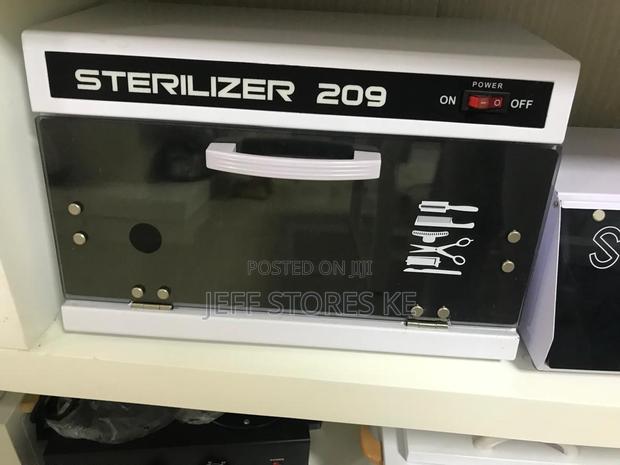 STERILIZER 209
POWER
ON OFF
POSTED ON JIJI
JEFF STORES KE
S